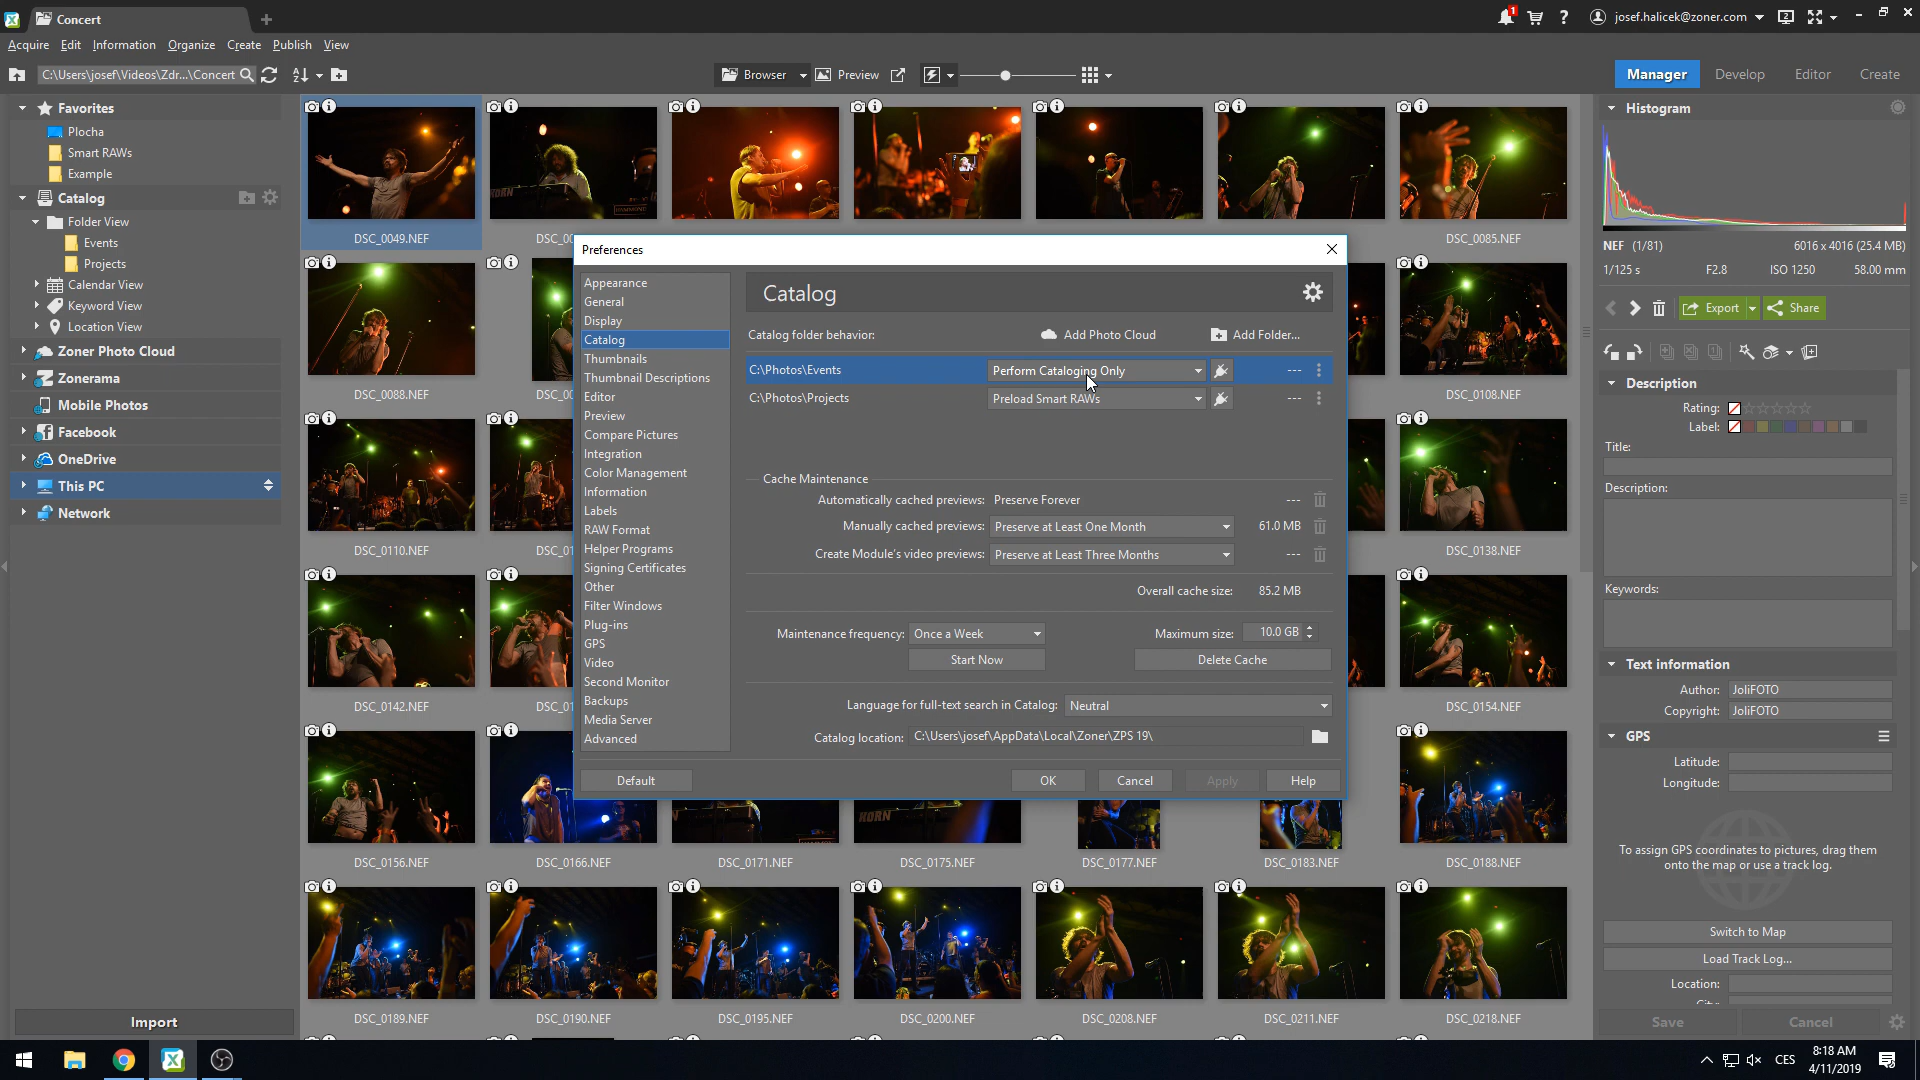 Concert
1
josef.halicek@zoner.com
Acquire Edit Information Organize Create Publish View
C:\Users\josef\Videos\Zdr...\Concert
Browser
Preview
Manager
Develop
Editor
Create
Favorites
Plocha
Smart RAWs
Example
Catalog
Folder View
Events
Projects
Calendar View
Keyword View
Location View
Zoner Photo Cloud
Zonerama
Mobile Photos
Facebook
OneDrive
This PC
Network
Import
DSC_0049.NEF
DSC_00
DSC_0085.NEF
DSC_0088.NEF
DSC_0108.NEF
DSC_0110.NEF
DSC_01
DSC_0138.NEF
DSC_0142.NEF
DSC_01
DSC_0154.NEF
DSC_0156.NEF
DSC_0166.NEF
DSC_0171.NEF
DSC_0175.NEF
DSC_0177.NEF
DSC_0183.NEF
DSC_0188.NEF
DSC_0189.NEF
DSC_0190.NEF
DSC_0195.NEF
DSC_0200.NEF
DSC_0208.NEF
DSC_0211.NEF
DSC_0218.NEF
Preferences
Appearance
General
Display
Catalog
Thumbnails
Thumbnail Descriptions
Editor
Preview
Compare Pictures
Integration
Color Management
Information
Labels
RAW Format
Helper Programs
Signing Certificates
Other
Filter Windows
Plug-ins
GPS
Video
Second Monitor
Backups
Media Server
Advanced
Catalog
Catalog folder behavior:
Add Photo Cloud
Add Folder...
C:\Photos\Events
Perform Cataloging Only
---
C:\Photos\Projects
Preload Smart RAWs
---
Cache Maintenance
Automatically cached previews: Preserve Forever ---
Manually cached previews: Preserve at Least One Month 61.0 MB
Create Module's video previews: Preserve at Least Three Months ---
Overall cache size: 85.2 MB
Maintenance frequency: Once a Week
Maximum size: 10.0 GB
Start Now
Delete Cache
Language for full-text search in Catalog: Neutral
Catalog location: C:\Users\josef\AppData\Local\Zoner\ZPS 19\
Default
OK
Cancel
Apply
Help
Histogram
NEF (1/81) 6016 x 4016 (25.4 MB)
1/125 s F2.8 ISO 1250 58.00 mm
Export
Share
Description
Rating:
Label:
Title:
Description:
Keywords:
Text information
Author: JoliFOTO
Copyright: JoliFOTO
GPS
Latitude:
Longitude:
To assign GPS coordinates to pictures, drag them
onto the map or use a track log.
Switch to Map
Load Track Log...
Location:
Save
Cancel
CES
8:18 AM
4/11/2019